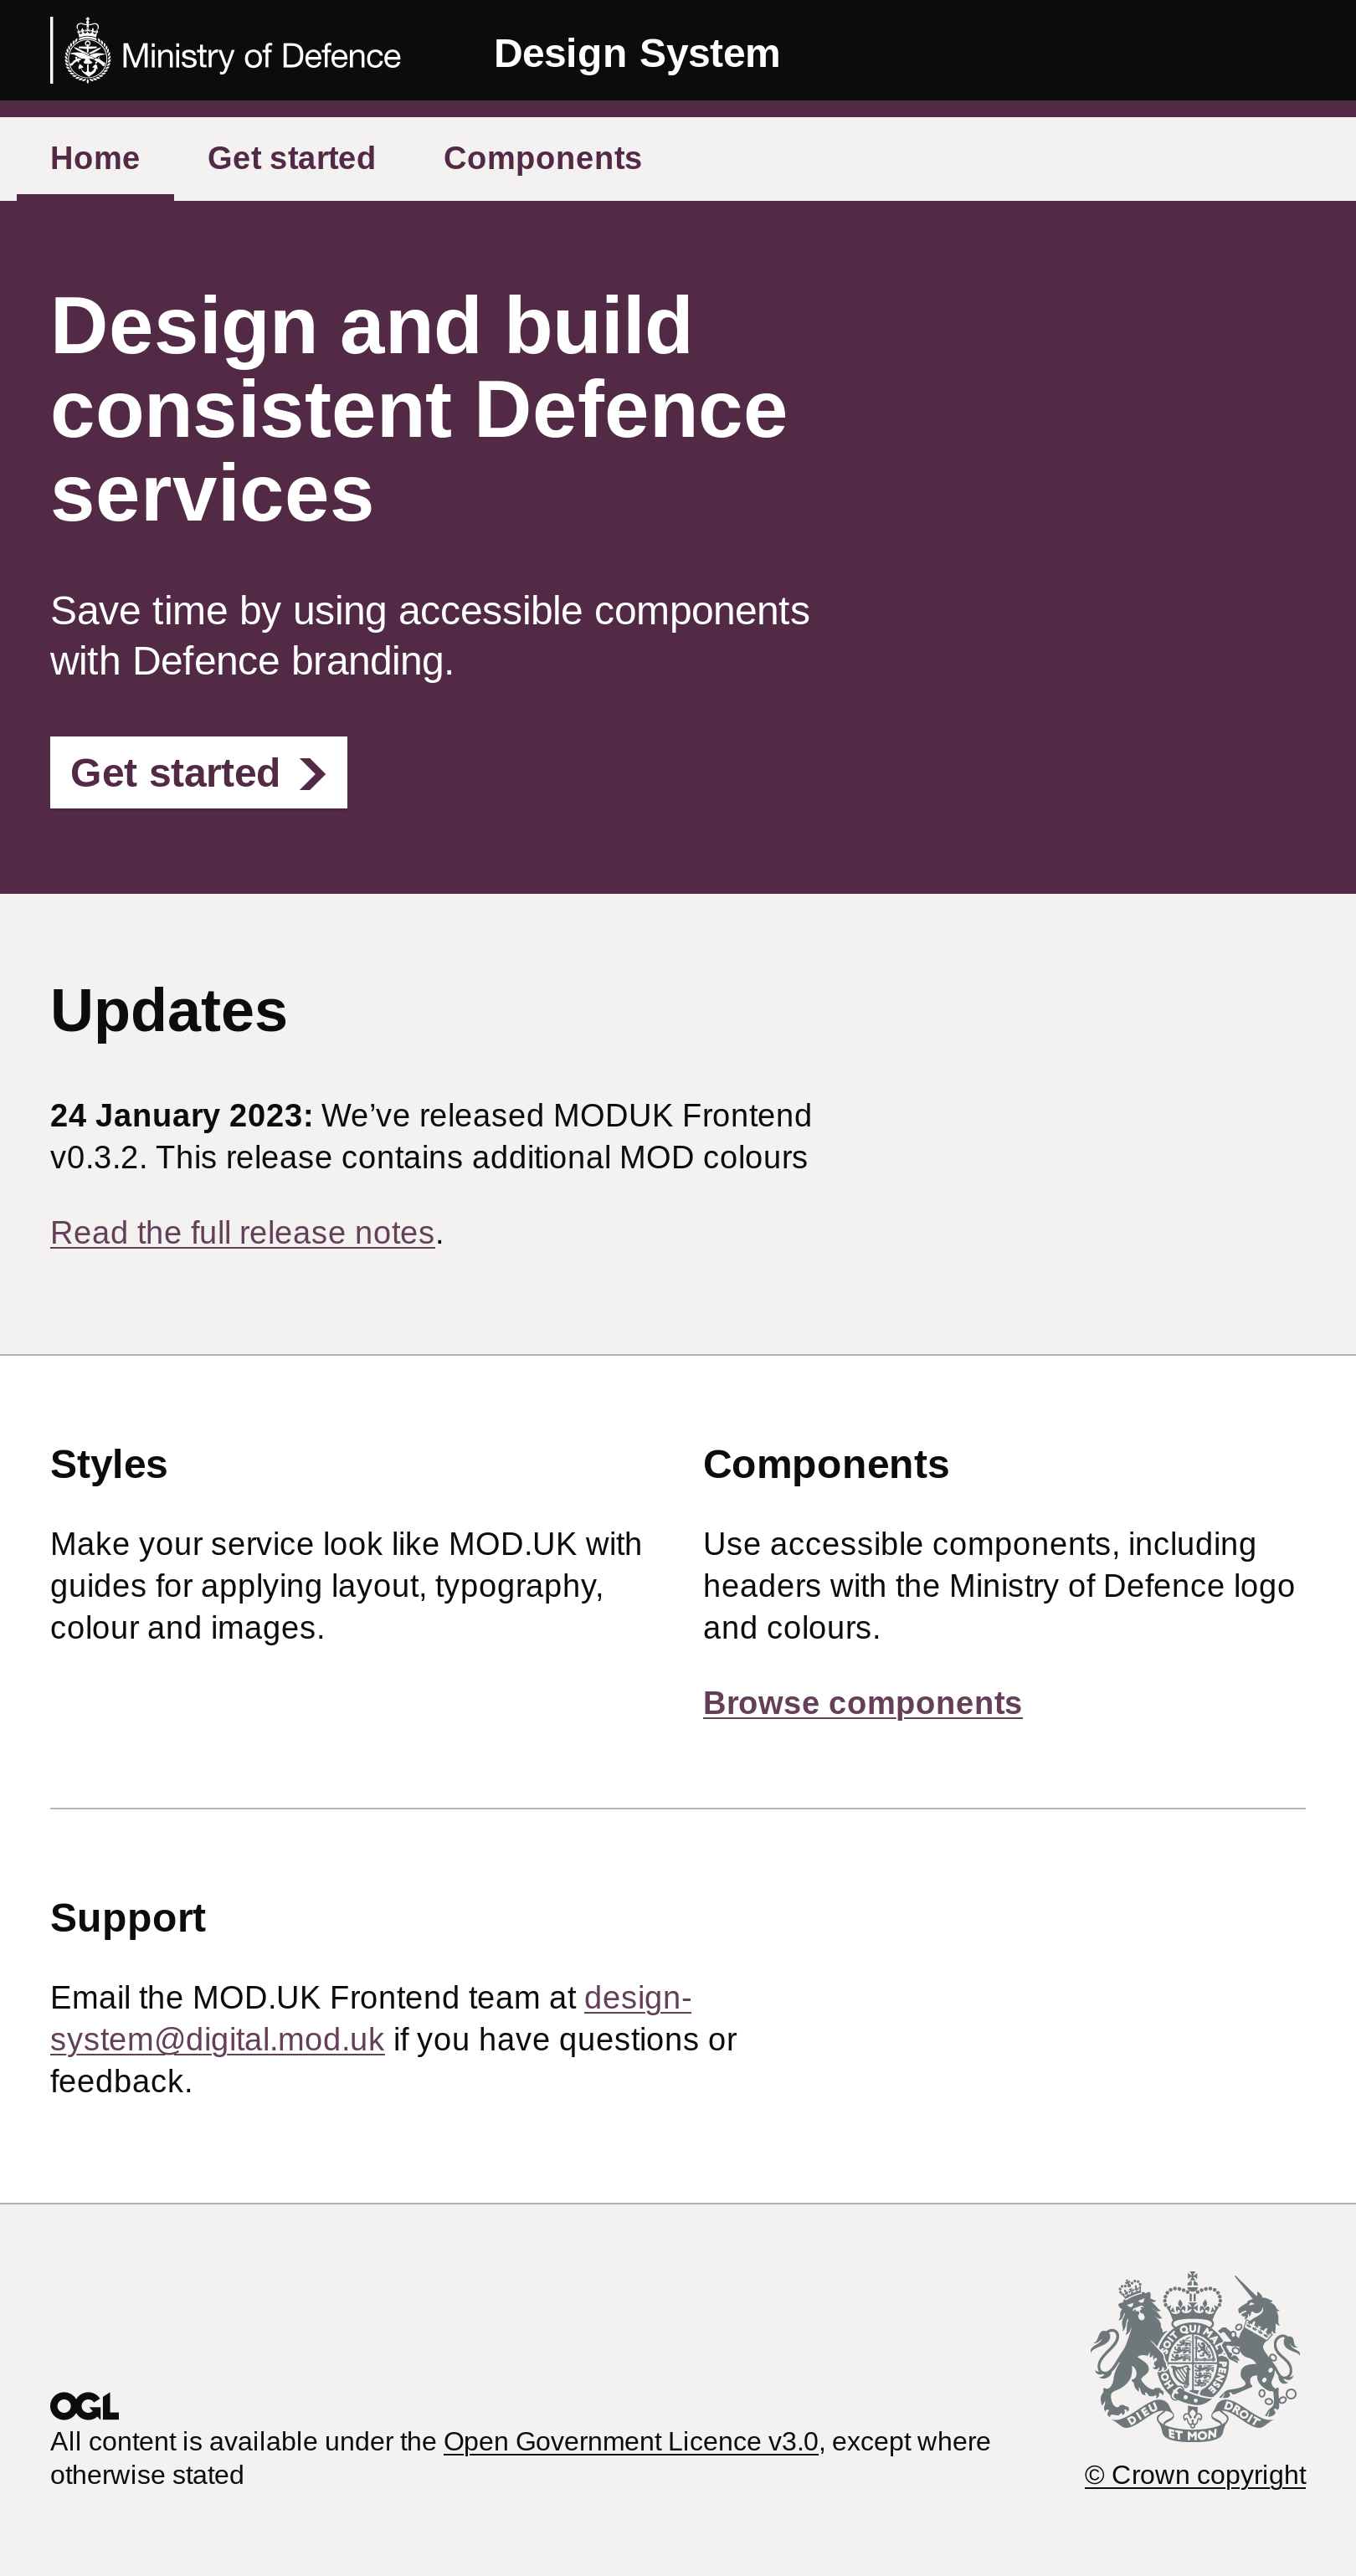 Ministry of Defence
Design System
Home
Get started
Components
Design and build
consistent Defence
services
Save time by using accessible components
with Defence branding.
Get started
Updates
24 January 2023: We’ve released MODUK Frontend
v0.3.2. This release contains additional MOD colours
Read the full release notes.
Styles
Make your service look like MOD.UK with
guides for applying layout, typography,
colour and images.
Components
Use accessible components, including
headers with the Ministry of Defence logo
and colours.
Browse components
Support
Email the MOD.UK Frontend team at design-
system@digital.mod.uk if you have questions or
feedback.
OGL
All content is available under the Open Government Licence v3.0, except where
otherwise stated
SOIT QUI MAL
PENSE
HO
DIEU
ET MON
DROIT
© Crown copyright